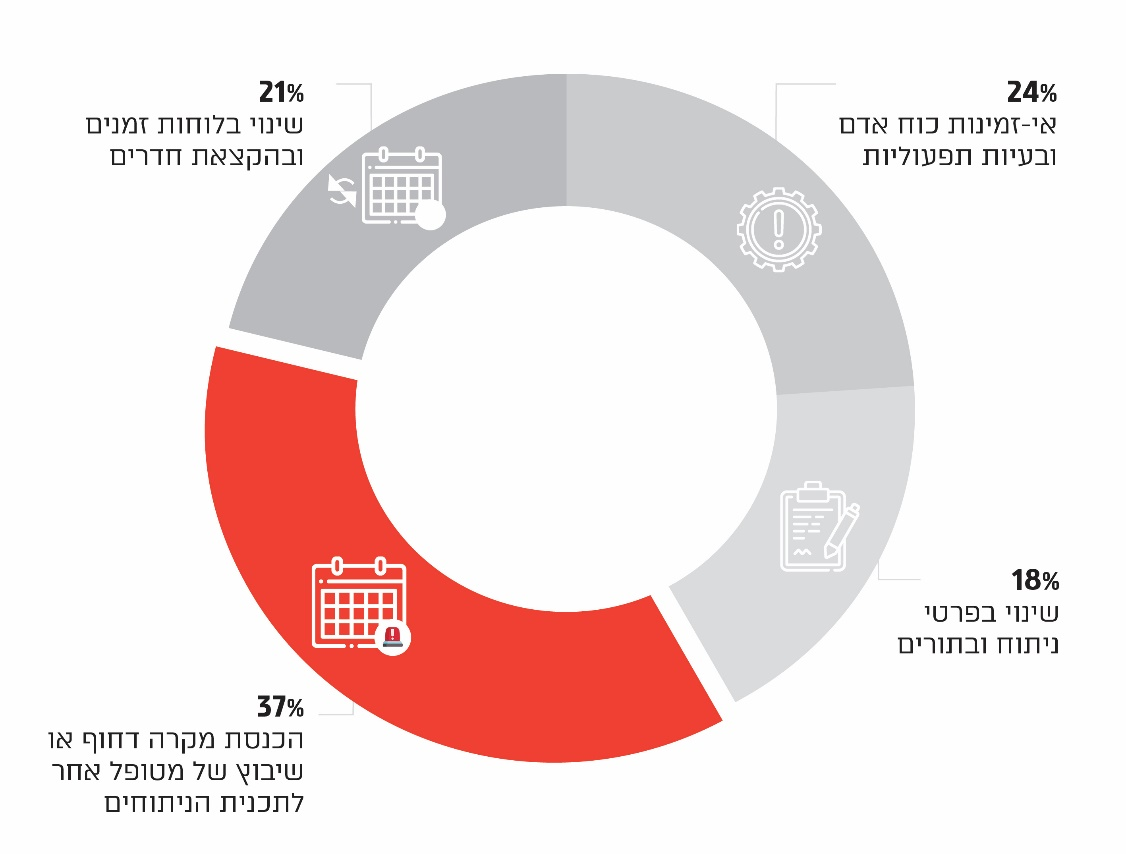 24%
אי-זמינות כוח אדם
ובעיות תפעוליות
21%
שינוי בלוחות זמנים
ובהקצאת חדרים
18%
שינוי בפרטי
ניתוח ובתורים
37%
הכנסת מקרה דחוף או
שיבוץ של מטופל אחר
לתכנית הניתוחים